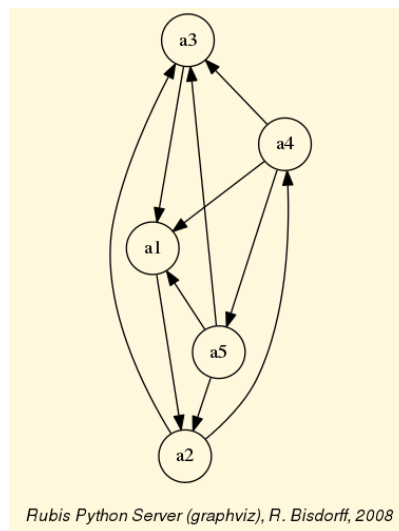 a3
a4
a1
a5
a2
Rubis Python Server (graphviz), R. Bisdorff, 2008